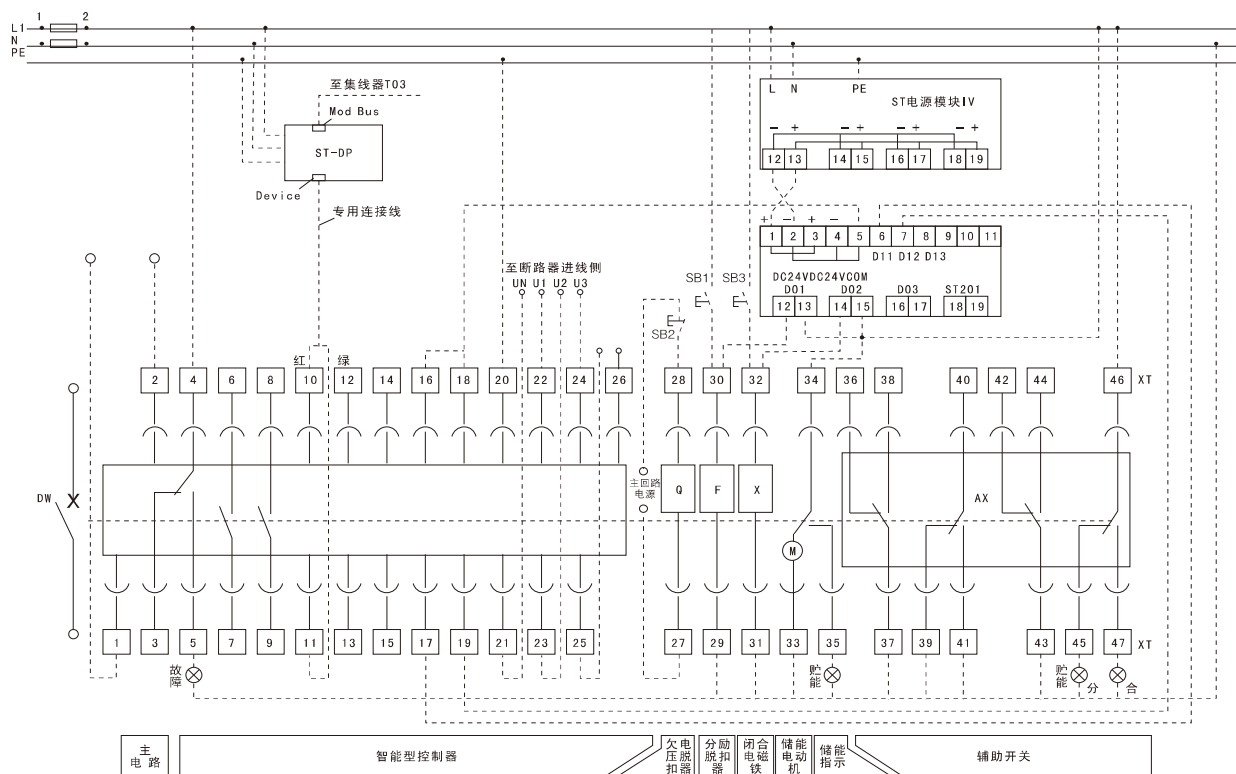 1 2
L1
N
PE
至集线器T03
Mod Bus
ST-DP
Device
专用连接线
L N PE
ST电源模块IV
- + - + - + - +
12 13 14 15 16 17 18 19
+ - + -
1 2 3 4 5 6 7 8 9 10 11
D11 D12 D13
DC24VDC24VCOM
DO1 DO2 DO3 ST201
12 13 14 15 16 17 18 19
至断路器进线侧
UN U1 U2 U3
SB1 SB3
SB2
红 绿
2 4 6 8 10 12 14 16 18 20 22 24 26 28 30 32 34 36 38 40 42 44 46 XT
DW
主回路
电源
Q F X
AX
M
1 3 5 7 9 11 13 15 17 19 21 23 25 27 29 31 33 35 37 39 41 43 45 47 XT
故障
贮能
贮能
分
合
主电路
智能型控制器
欠电压脱扣器
分励脱扣器
闭合电磁铁
储能电动机
储能指示
辅助开关